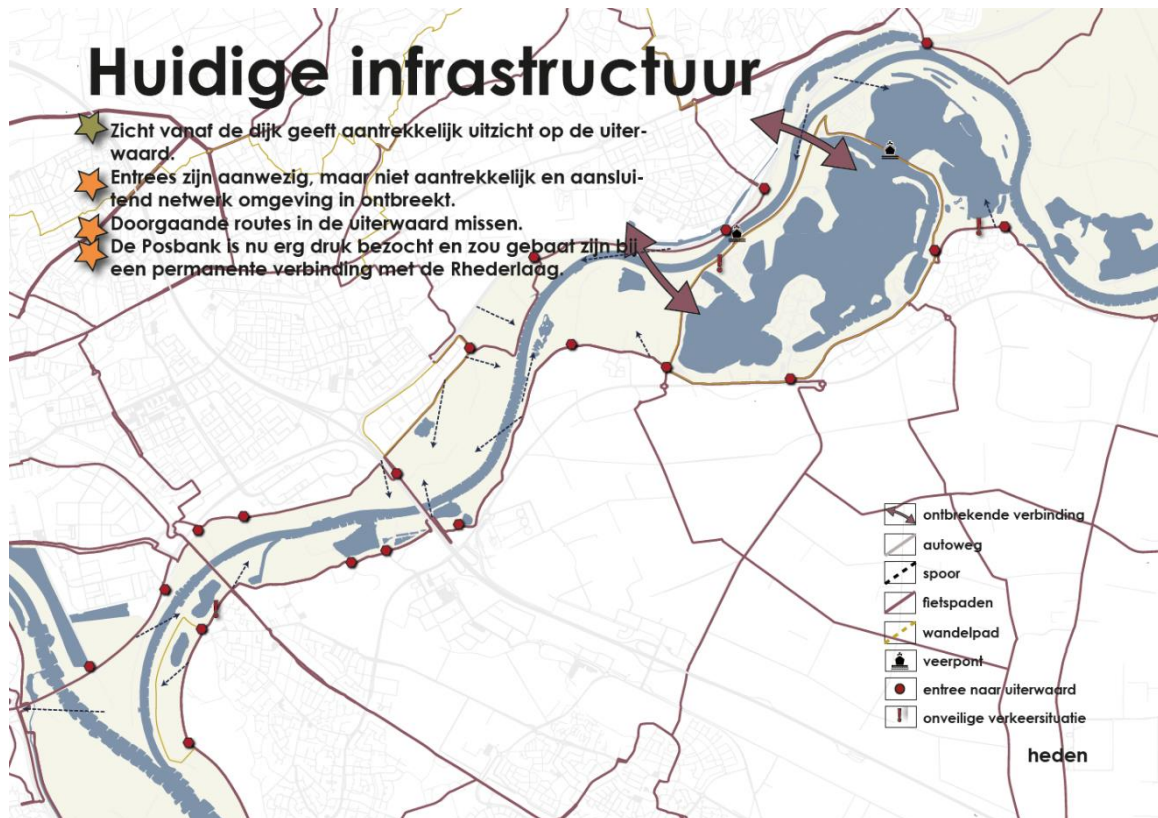 Huidige infrastructuur
Zicht vanaf de dijk geeft aantrekkelijk uitzicht op de uiter-
waard.
Entrees zijn aanwezig, maar niet aantrekkelijk en aanslui-
tend netwerk omgeving in ontbreekt.
Doorgaande routes in de uiterwaard missen.
De Posbank is nu erg druk bezocht en zou gebaat zijn bij
een permanente verbinding met de Rhederlaag.
ontbrekende verbinding
autoweg
spoor
fietspaden
wandelpad
veerpont
entree naar uiterwaard
onveilige verkeersituatie
heden